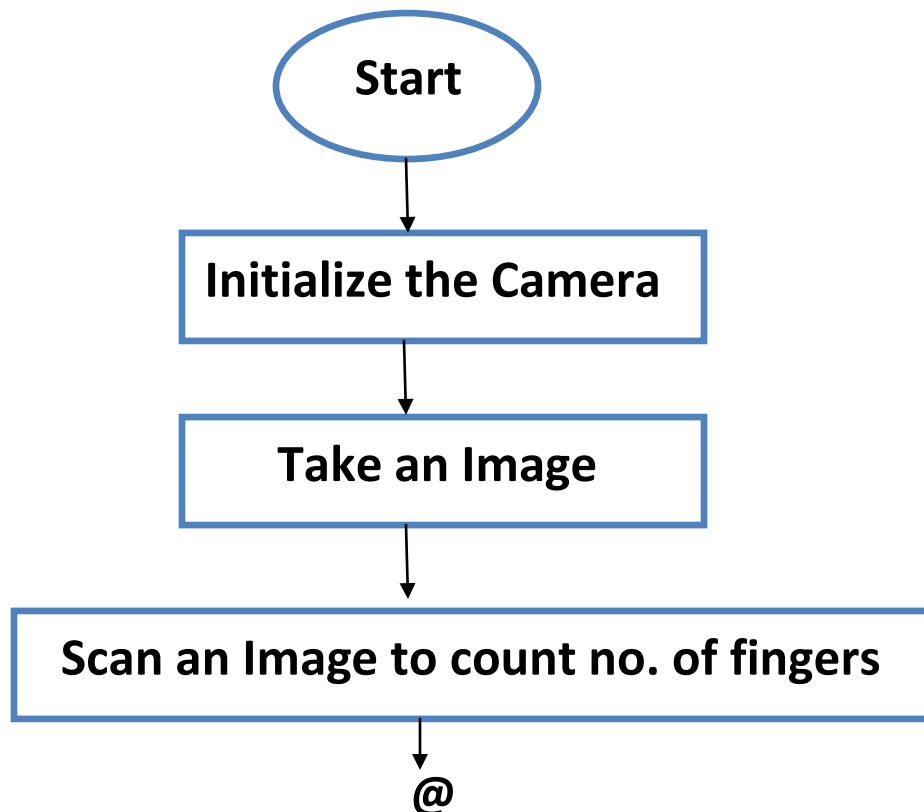 Start
Initialize the Camera
Take an Image
Scan an Image to count no. of fingers
@